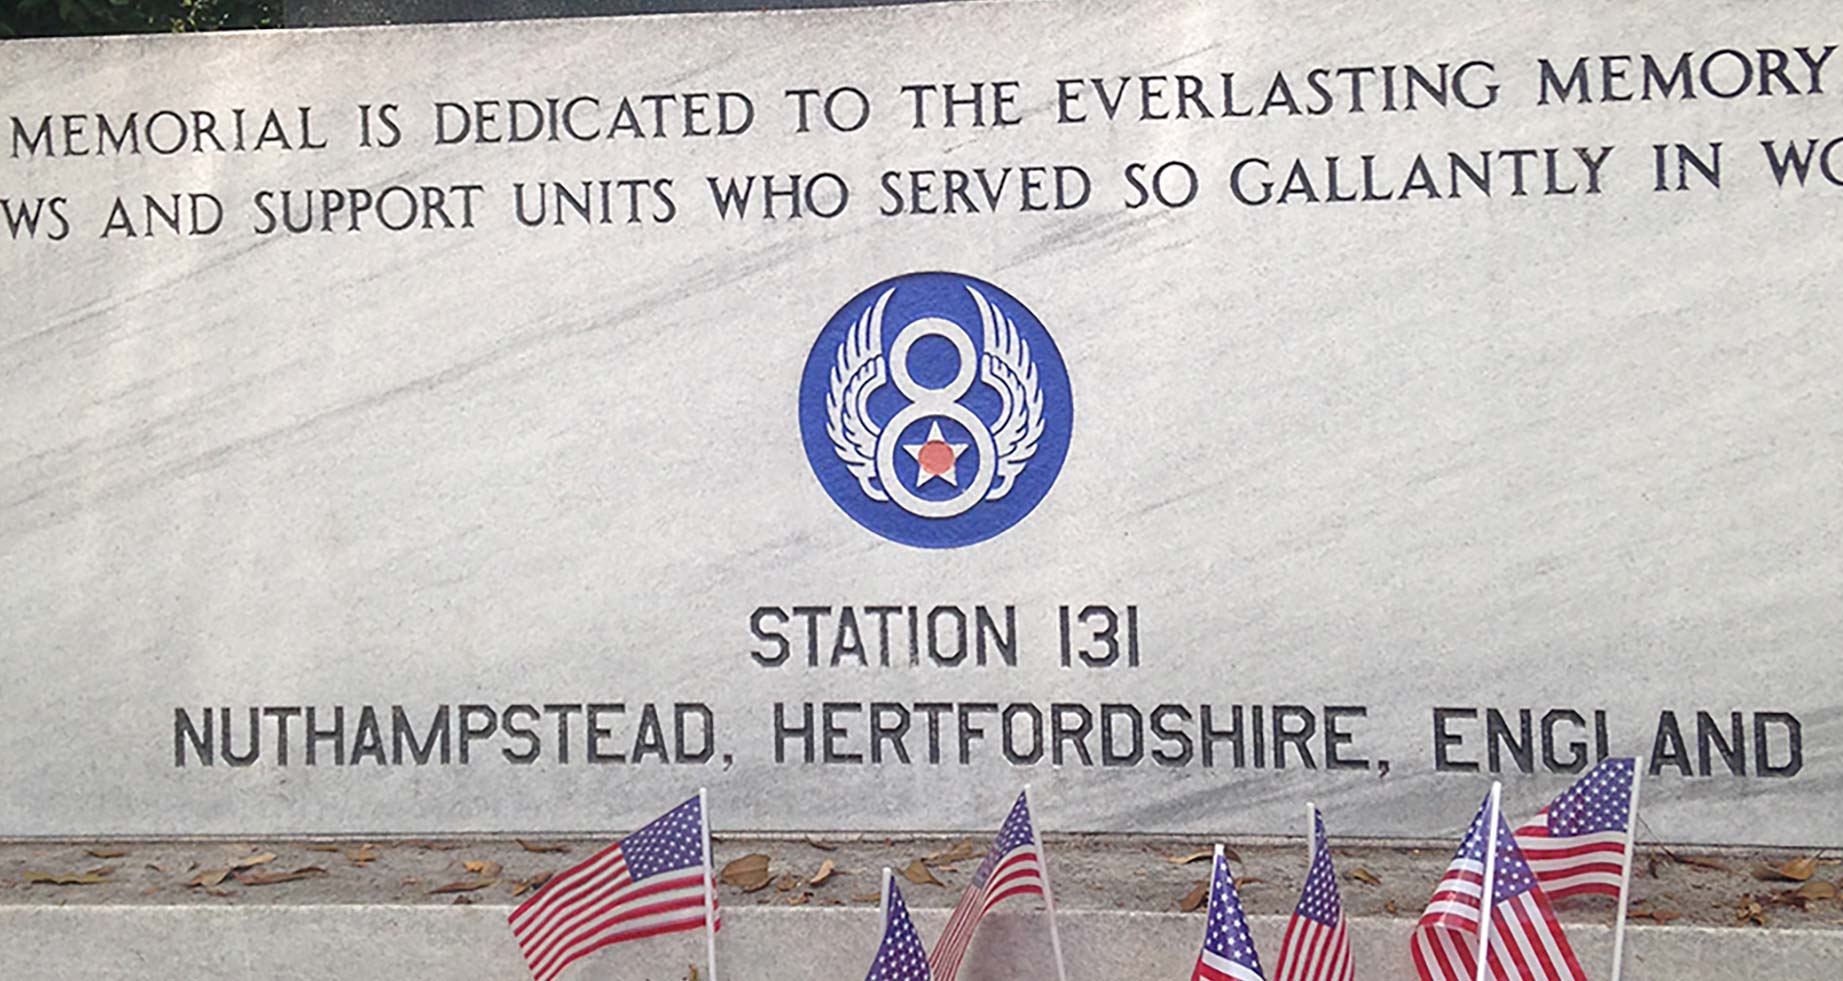 MEMORIAL IS DEDICATED TO THE EVERLASTING MEMORY
WS AND SUPPORT UNITS WHO SERVED SO GALLANTLY IN WO
8
STATION 131
NUTHAMPSTEAD, HERTFORDSHIRE, ENGLAND